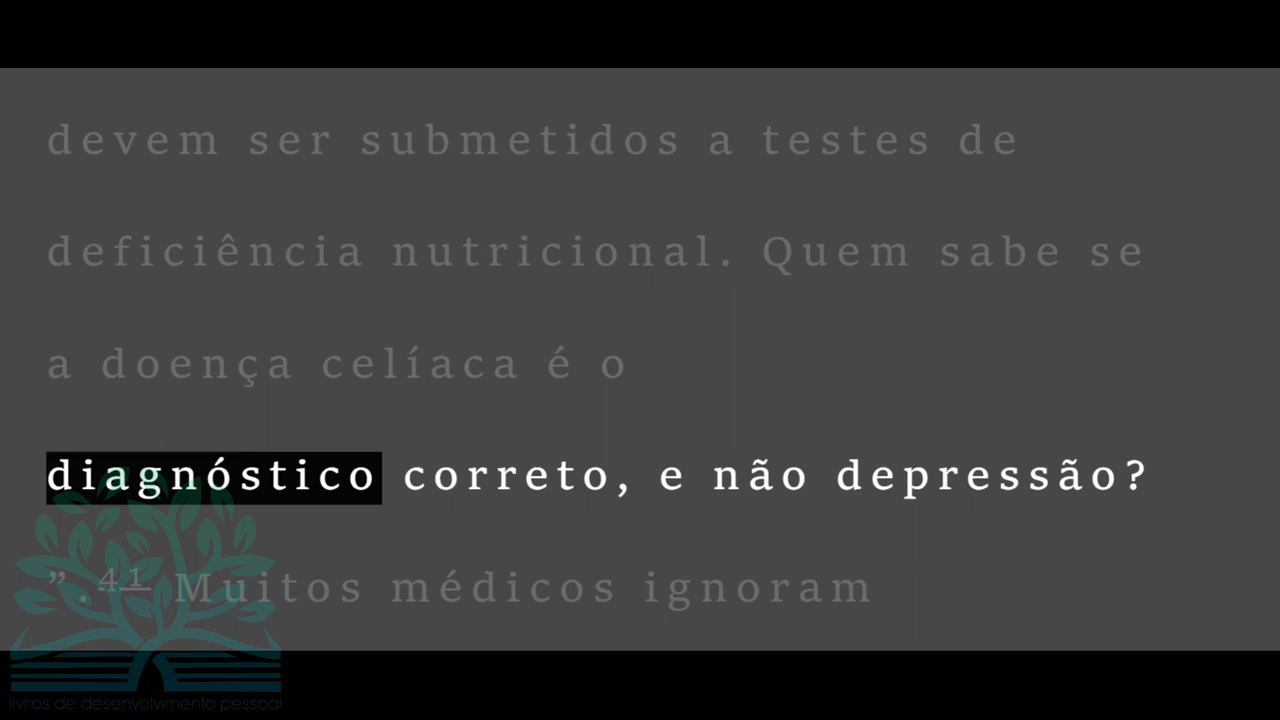 devem ser submetidos a testes de
deficiência nutricional. Quem sabe se
a doença celíaca é o
diagnóstico correto, e não depressão?
”.41 Muitos médicos ignoram
livros de desenvolvimento pessoal